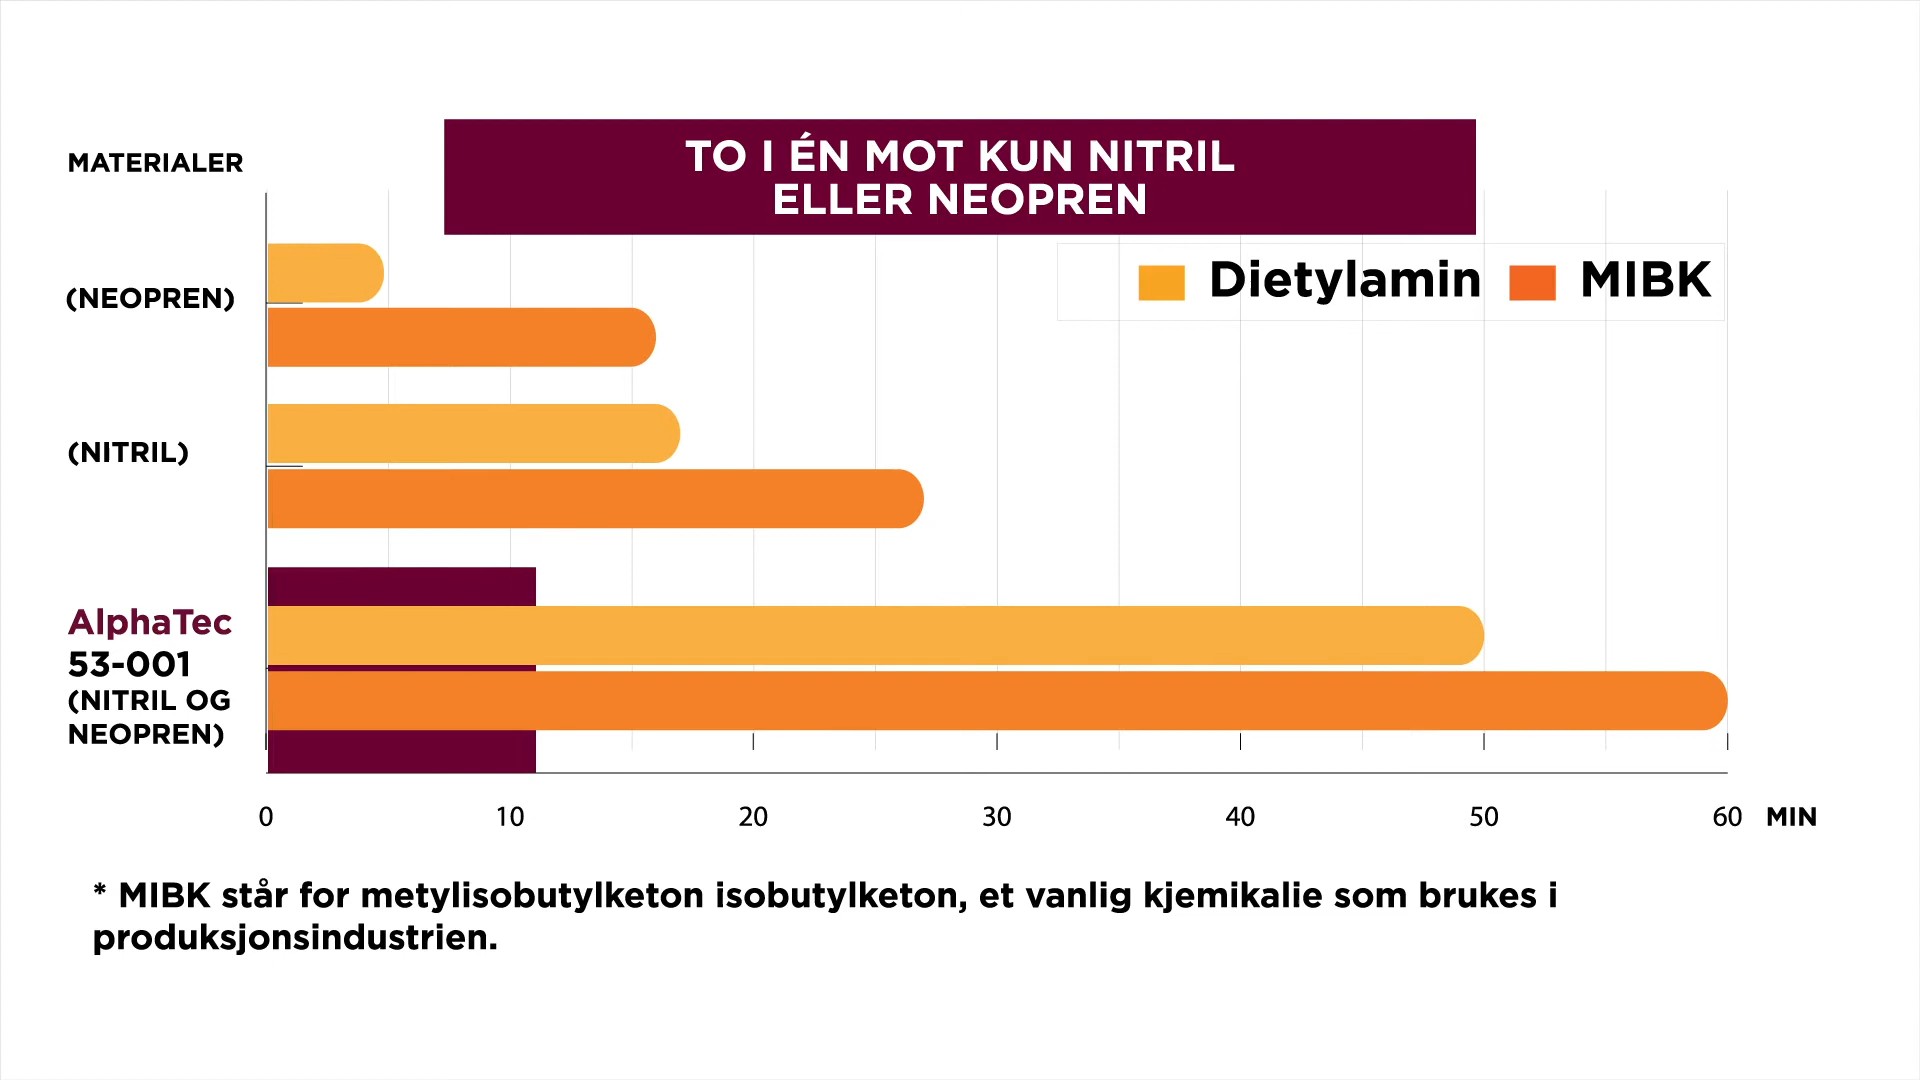 TO I ÉN MOT KUN NITRIL
ELLER NEOPREN
MATERIALER
Dietylamin MIBK
(NEOPREN)
(NITRIL)
AlphaTec
53-001
(NITRIL OG
NEOPREN)
0 10 20 30 40 50 60 MIN
* MIBK står for metylisobutylketon isobutylketon, et vanlig kjemikalie som brukes i
produksjonsindustrien.